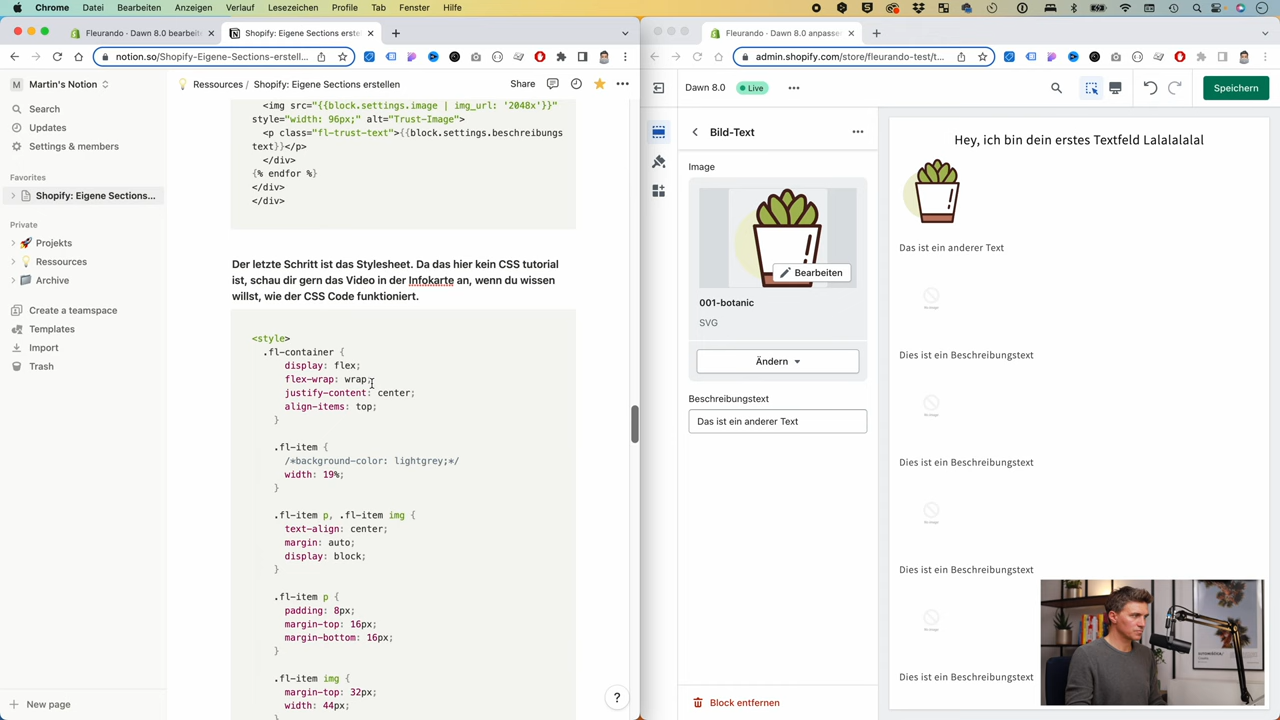 Chrome Datei Bearbeiten Anzeigen Verlauf Lesezeichen Profile Tab Fenster Hilfe
Fleurando · Dawn 8.0 bearbeit
Shopify: Eigene Sections erstell
notion.so/Shopify-Eigene-Sections-erstell...
M Martin's Notion
Search
Updates
Settings & members
Favorites
Shopify: Eigene Sections...
Private
Projekts
Ressources
Archive
Create a teamspace
Templates
Import
Trash
New page
Ressources / Shopify: Eigene Sections erstellen
Share
<img src="{{block.settings.image | img_url: '2048x'}}"
style="width: 96px;" alt="Trust-Image">
<p class="fl-trust-text">{{block.settings.beschreibungs
text}}</p>
</div>
{% endfor %}
</div>
</div>
Der letzte Schritt ist das Stylesheet. Da das hier kein CSS tutorial
ist, schau dir gern das Video in der Infokarte an, wenn du wissen
willst, wie der CSS Code funktioniert.
<style>
.fl-container {
display: flex;
flex-wrap: wrap;
justify-content: center;
align-items: top;
}
.fl-item {
/*background-color: lightgrey;*/
width: 19%;
}
.fl-item p, .fl-item img {
text-align: center;
margin: auto;
display: block;
}
.fl-item p {
padding: 8px;
margin-top: 16px;
margin-bottom: 16px;
}
.fl-item img {
margin-top: 32px;
width: 44px;
?
Fleurando · Dawn 8.0 anpasse
admin.shopify.com/store/fleurando-test/t...
Dawn 8.0 Live
Speichern
Bild-Text
Image
Bearbeiten
001-botanic
SVG
Ändern
Beschreibungstext
Das ist ein anderer Text
Block entfernen
Hey, ich bin dein erstes Textfeld Lalalalalal
Das ist ein anderer Text
Dies ist ein Beschreibungstext
Dies ist ein Beschreibungstext
Dies ist ein Beschreibungstext
Dies ist ein Beschreibungstext